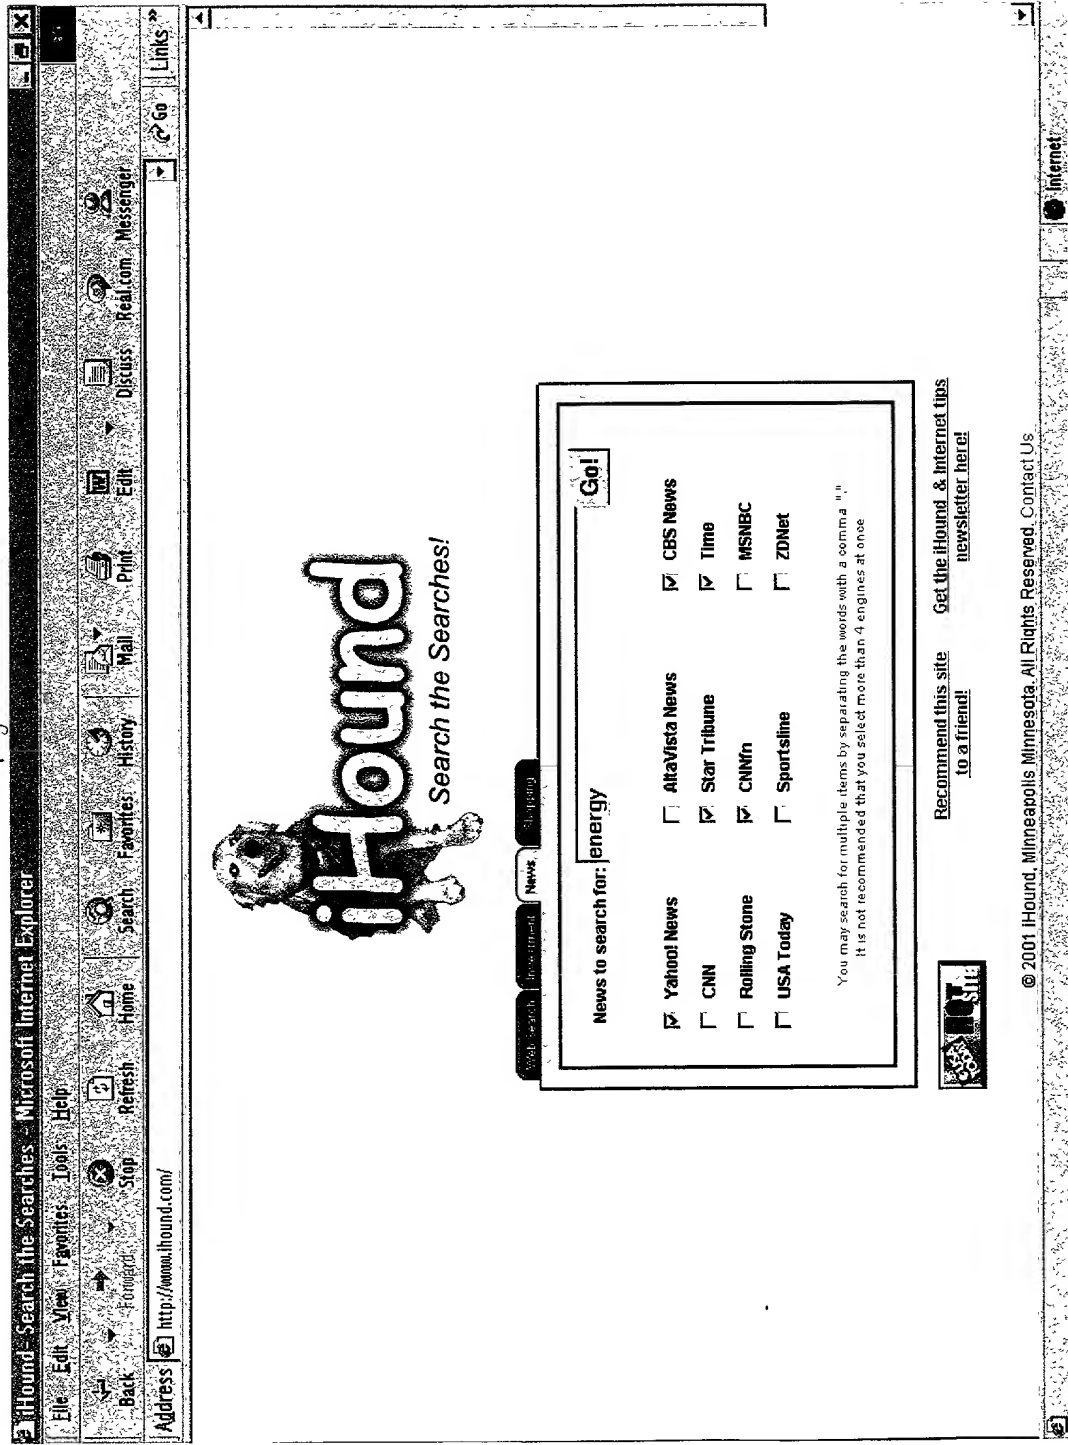 iHound - Search the Searches - Microsoft Internet Explorer
File Edit View Favorites Tools Help
Back Forward Stop Refresh Home Search Favorites History Mail Print Edit Discuss Real.com Messenger
Address http://www.ihound.com/ Go Links »
iHound
Search the Searches!
Web Search Investment News Shopping
News to search for: energy Go!
Yahoo! News AltaVista News CBS News
CNN Star Tribune Time
Rolling Stone CNNfn MSNBC
USA Today Sportsline ZDNet
You may search for multiple items by separating the words with a comma ","
It is not recommended that you select more than 4 engines at once
HOT Site
Recommend this site
to a friend!
Get the iHound & Internet tips
newsletter here!
© 2001 iHound, Minneapolis Minnesota. All Rights Reserved. Contact Us
Internet